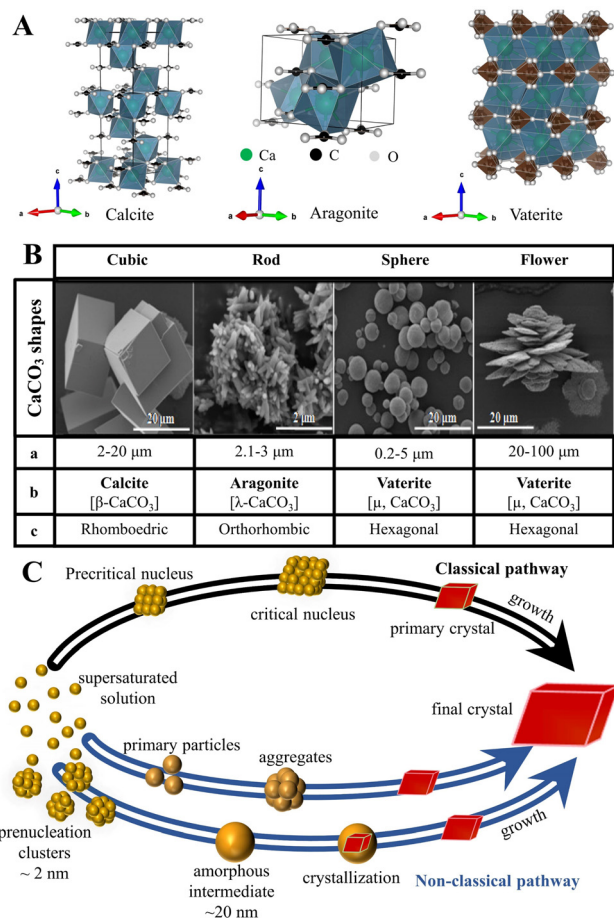 A
c
a
b
Calcite
Ca
C
O
c
a
b
Aragonite
c
a
b
Vaterite
B
Cubic
Rod
Sphere
Flower
CaCO₃ shapes
20 µm
2 µm
20 µm
20 µm
a
2-20 µm
2.1-3 µm
0.2-5 µm
20-100 µm
b
Calcite
[β-CaCO₃]
Aragonite
[λ-CaCO₃]
Vaterite
[µ, CaCO₃]
Vaterite
[µ, CaCO₃]
c
Rhomboedric
Orthorhombic
Hexagonal
Hexagonal
C
Precritical nucleus
critical nucleus
Classical pathway
primary crystal
growth
supersaturated
solution
final crystal
primary particles
aggregates
prenucleation
clusters
~ 2 nm
amorphous
intermediate
~20 nm
crystallization
growth
Non-classical pathway